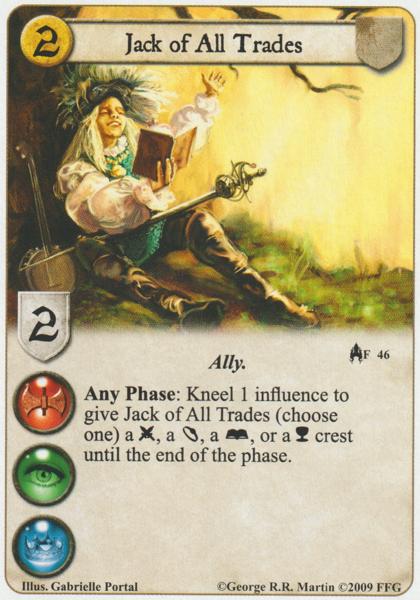 2
Jack of All Trades
2
Ally.
F 46
Any Phase: Kneel 1 influence to
give Jack of All Trades (choose
one) a , a , a , or a crest
until the end of the phase.
Illus. Gabrielle Portal
©George R.R. Martin ©2009 FFG